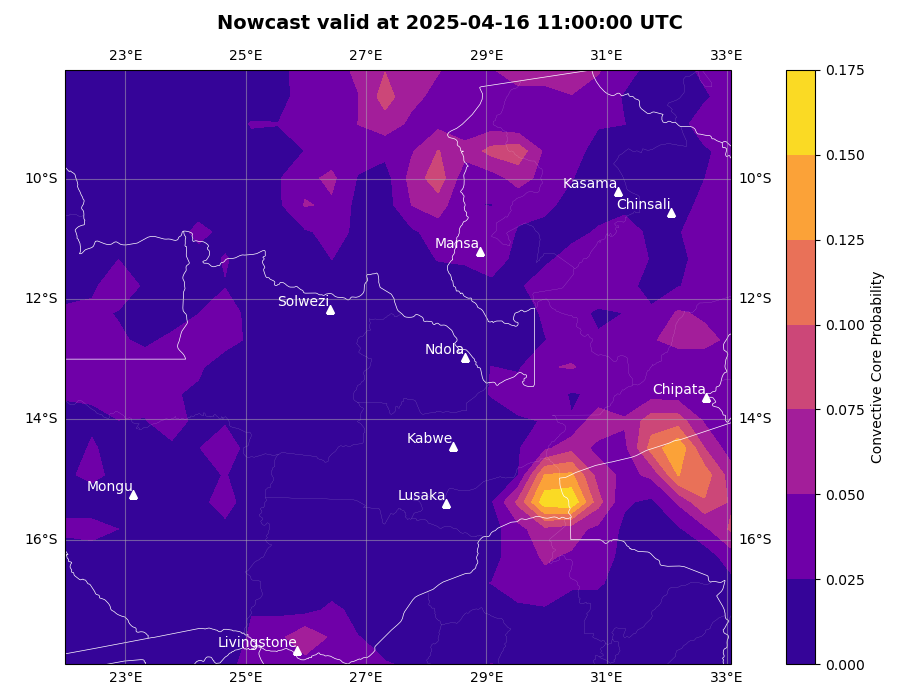 Nowcast valid at 2025-04-16 11:00:00 UTC
23°E 25°E 27°E 29°E 31°E 33°E
0.175
0.150
10°S Kasama 10°S
Chinsali
0.125
Mansa
12°S Solwezi 12°S
0.100
Ndola
Chipata
14°S 14°S
0.075
Kabwe
Mongu Lusaka
0.050
16°S 16°S
0.025
Livingstone
0.000
23°E 25°E 27°E 29°E 31°E 33°E
Convective Core Probability